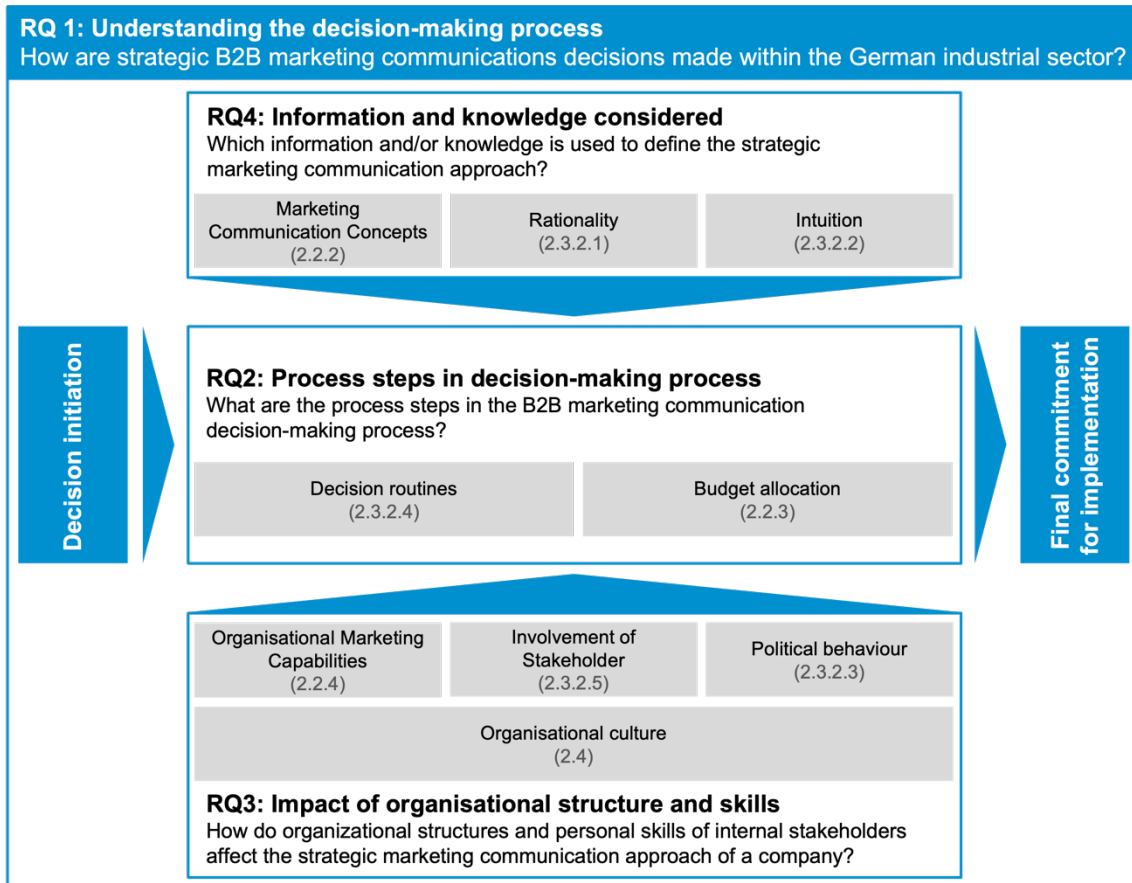 RQ 1: Understanding the decision-making process
How are strategic B2B marketing communications decisions made within the German industrial sector?
RQ4: Information and knowledge considered
Which information and/or knowledge is used to define the strategic
marketing communication approach?
Marketing
Communication Concepts
(2.2.2)
Rationality
(2.3.2.1)
Intuition
(2.3.2.2)
Decision initiation
RQ2: Process steps in decision-making process
What are the process steps in the B2B marketing communication
decision-making process?
Decision routines
(2.3.2.4)
Budget allocation
(2.2.3)
Final commitment
for implementation
Organisational Marketing
Capabilities
(2.2.4)
Involvement of
Stakeholder
(2.3.2.5)
Political behaviour
(2.3.2.3)
Organisational culture
(2.4)
RQ3: Impact of organisational structure and skills
How do organizational structures and personal skills of internal stakeholders
affect the strategic marketing communication approach of a company?